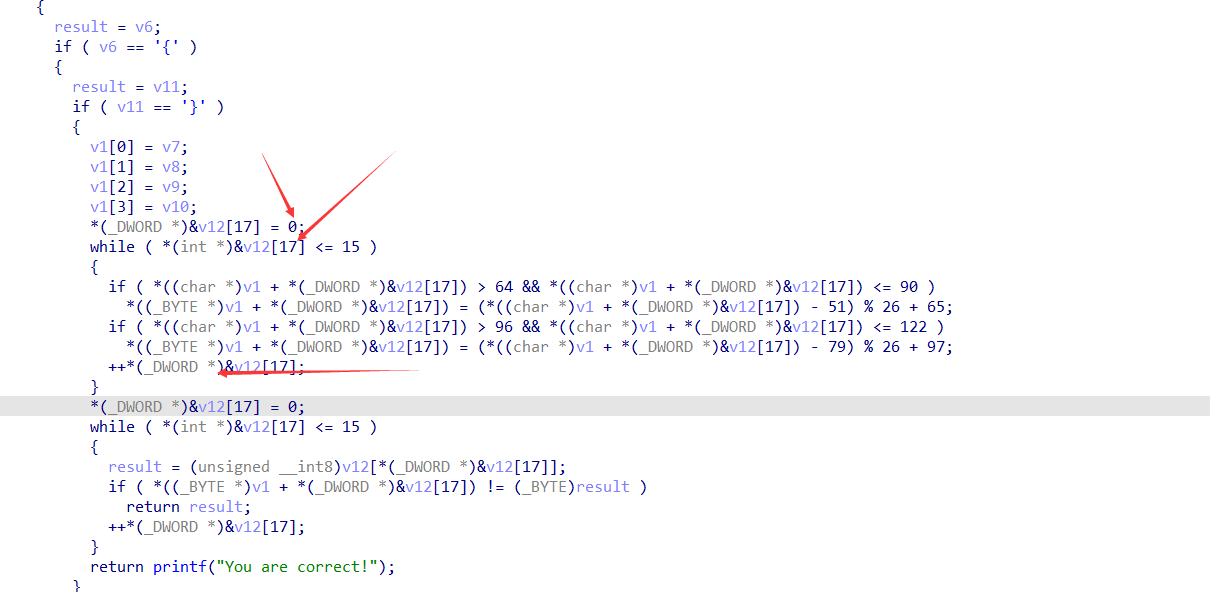 {
result = v6;
if ( v6 == '{' )
{
result = v11;
if ( v11 == '}' )
{
v1[0] = v7;
v1[1] = v8;
v1[2] = v9;
v1[3] = v10;
*(_DWORD *)&v12[17] = 0;
while ( *(int *)&v12[17] <= 15 )
{
if ( *((char *)v1 + *(_DWORD *)&v12[17]) > 64 && *((char *)v1 + *(_DWORD *)&v12[17]) <= 90 )
*((_BYTE *)v1 + *(_DWORD *)&v12[17]) = (*((char *)v1 + *(_DWORD *)&v12[17]) - 51) % 26 + 65;
if ( *((char *)v1 + *(_DWORD *)&v12[17]) > 96 && *((char *)v1 + *(_DWORD *)&v12[17]) <= 122 )
*((_BYTE *)v1 + *(_DWORD *)&v12[17]) = (*((char *)v1 + *(_DWORD *)&v12[17]) - 79) % 26 + 97;
++*(_DWORD *)&v12[17];
}
*(_DWORD *)&v12[17] = 0;
while ( *(int *)&v12[17] <= 15 )
{
result = (unsigned __int8)v12[*(_DWORD *)&v12[17]];
if ( *((_BYTE *)v1 + *(_DWORD *)&v12[17]) != (_BYTE)result )
return result;
++*(_DWORD *)&v12[17];
}
return printf("You are correct!");
}